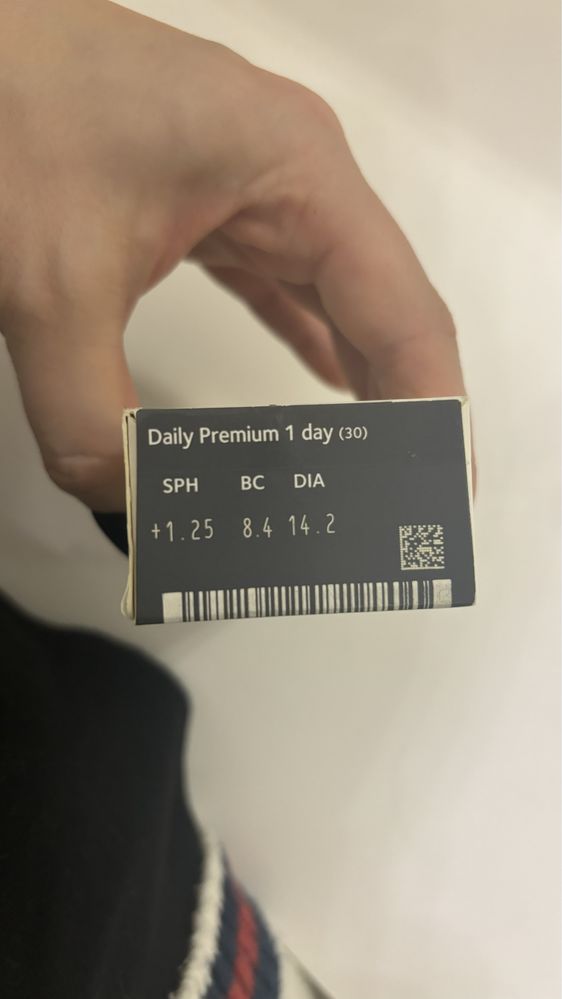 Daily Premium 1 day (30)
SPH BC DIA
+1.25 8.4 14.2